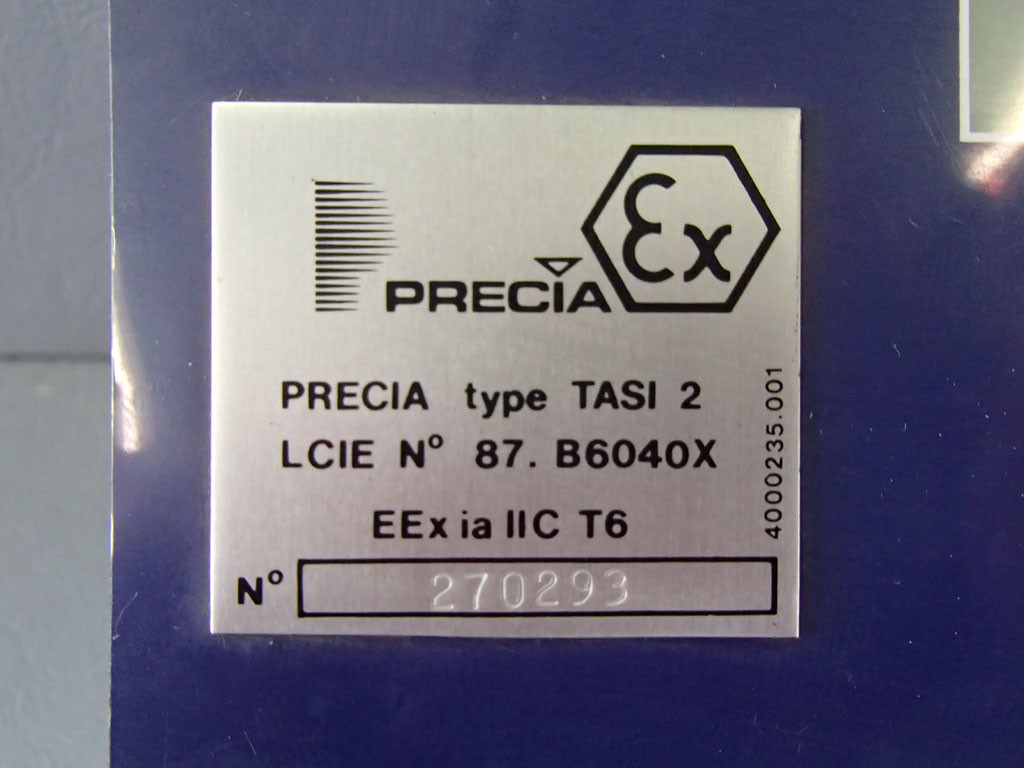 Ex
PRECIA
PRECIA type TASI 2
LCIE N° 87. B6040X
EEx ia IIC T6
N° 270293
4000235.001